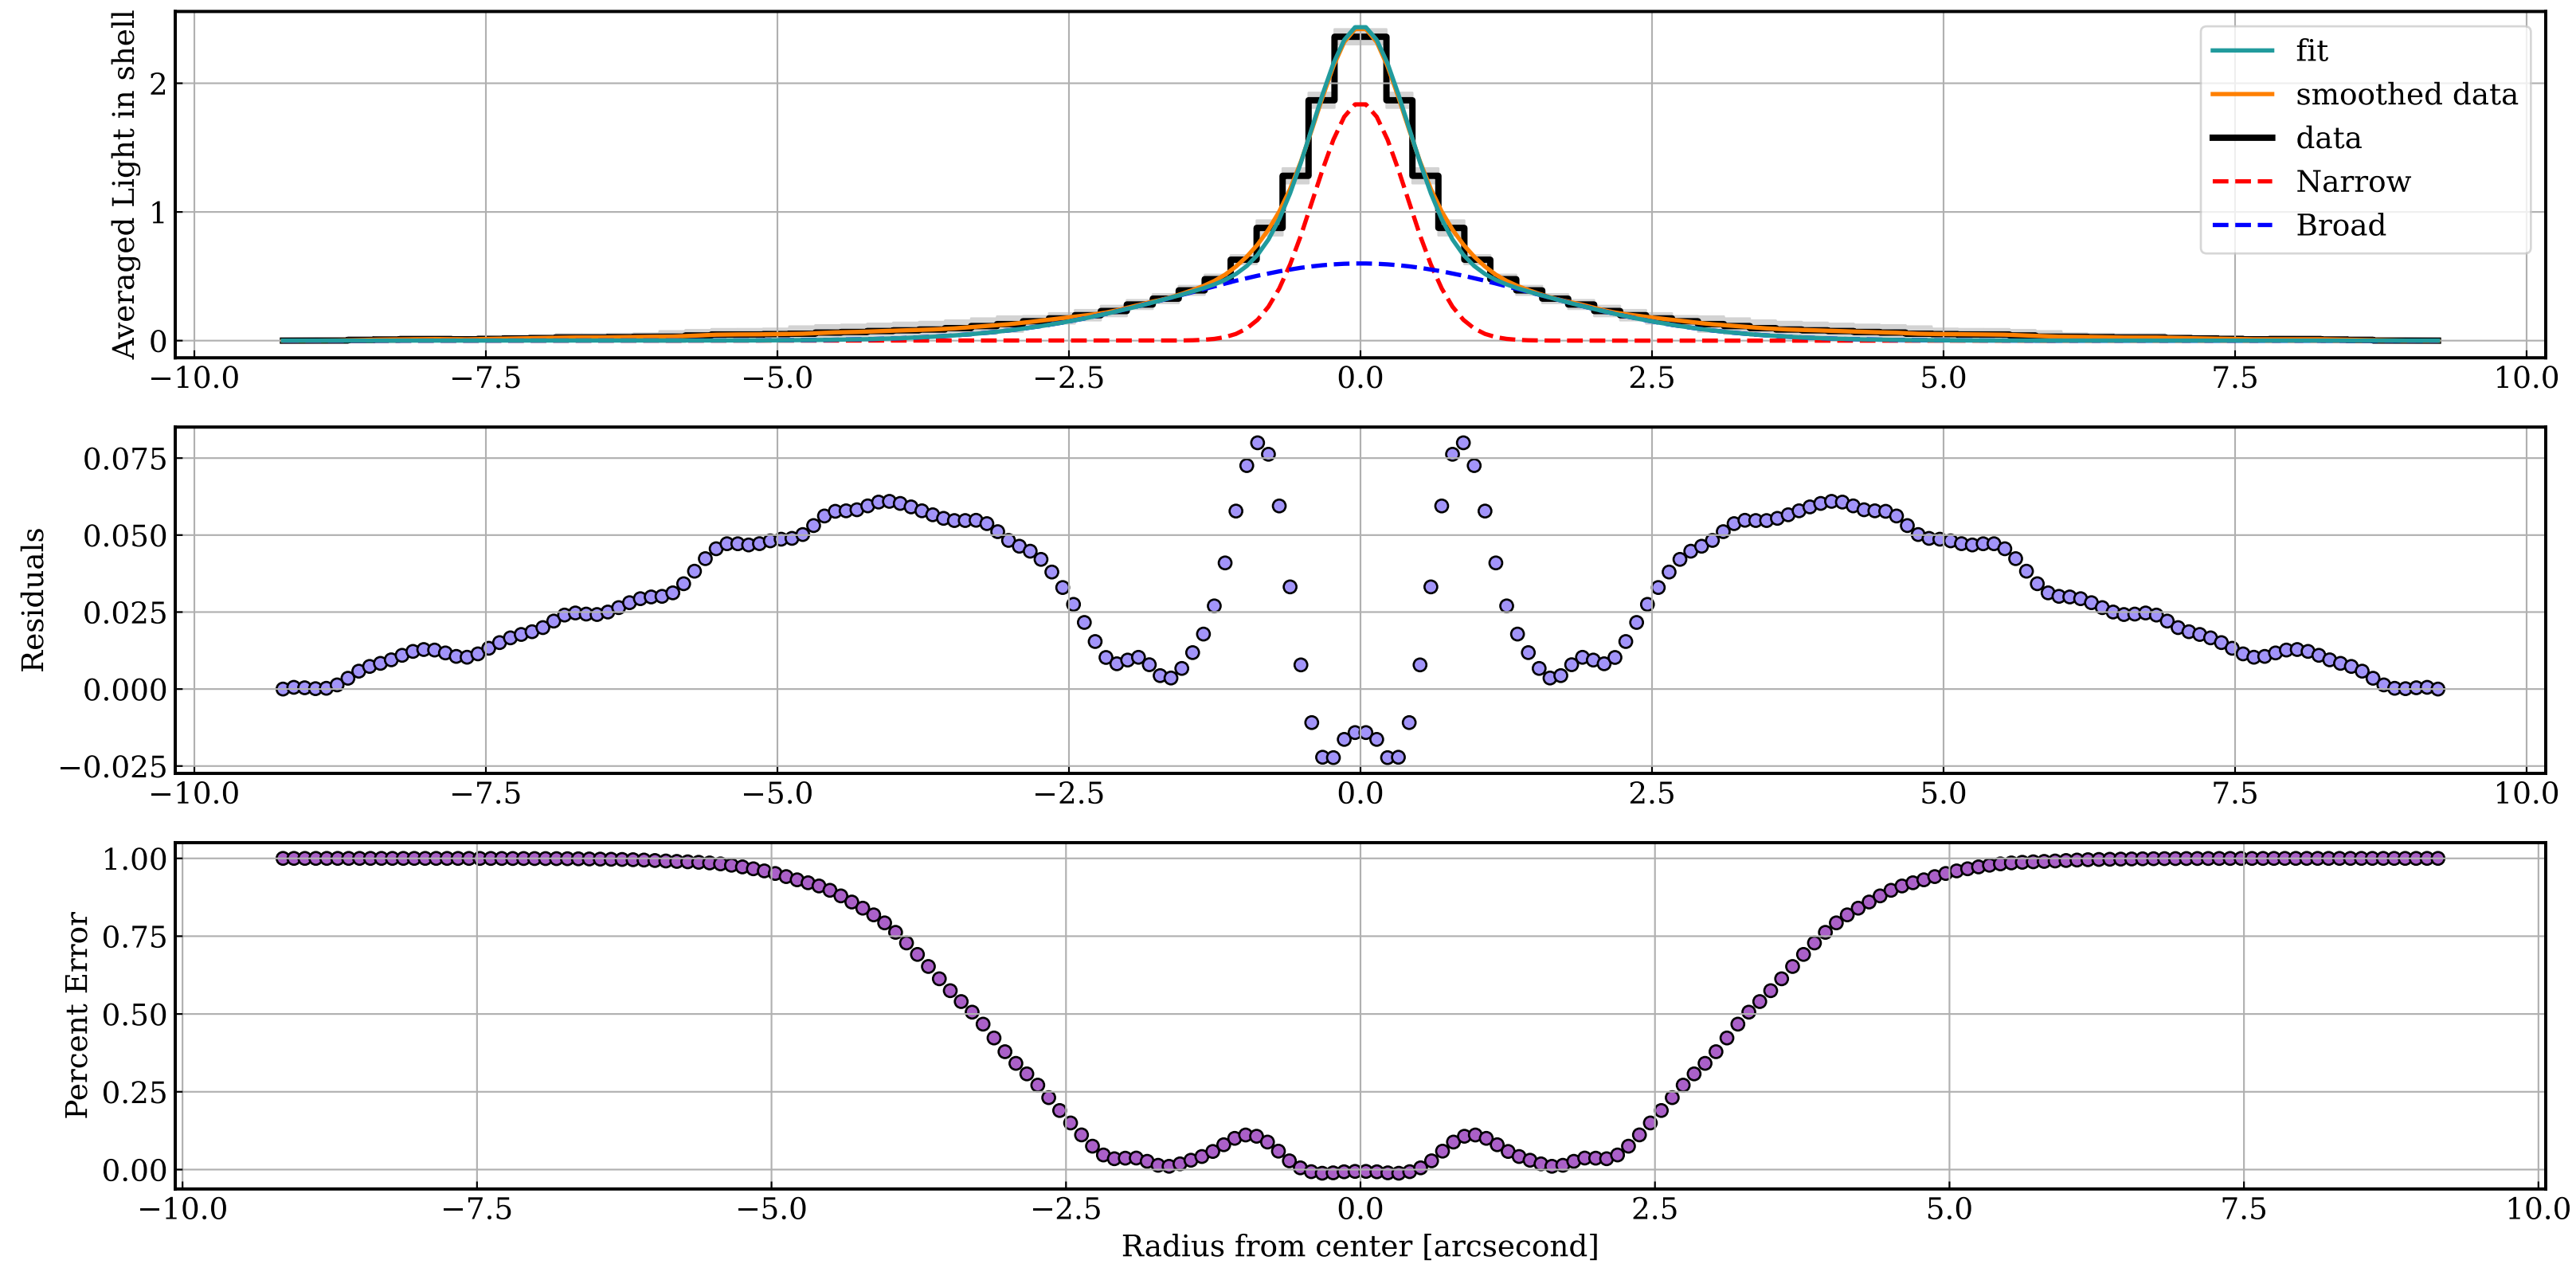 Averaged Light in shell
2
1
0
fit
smoothed data
data
Narrow
Broad
−10.0 −7.5 −5.0 −2.5 0.0 2.5 5.0 7.5 10.0
Residuals
0.075
0.050
0.025
0.000
−0.025
−10.0 −7.5 −5.0 −2.5 0.0 2.5 5.0 7.5 10.0
Percent Error
1.00
0.75
0.50
0.25
0.00
−10.0 −7.5 −5.0 −2.5 0.0 2.5 5.0 7.5 10.0
Radius from center [arcsecond]